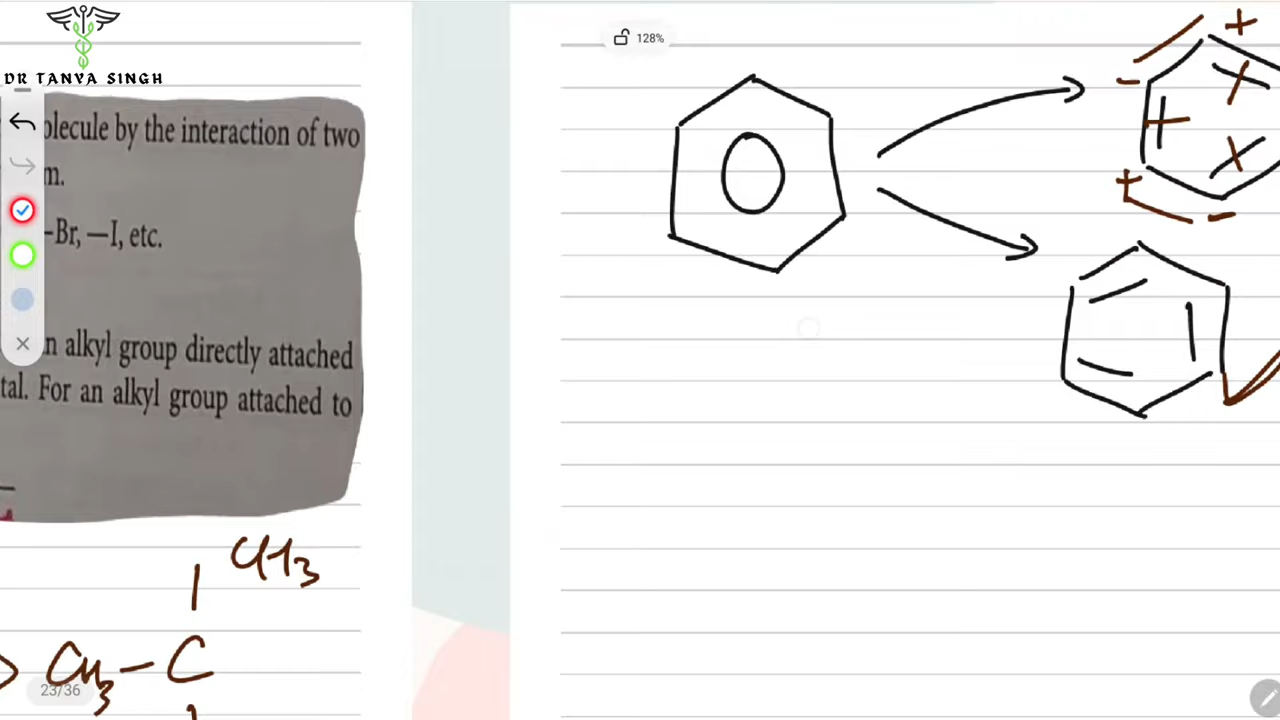 DR TANYA SINGH
128%
olecule by the interaction of two
m.
-Br, —I, etc.
n alkyl group directly attached
tal. For an alkyl group attached to
CH3
CH3 – C
23/36
+
-
+
-